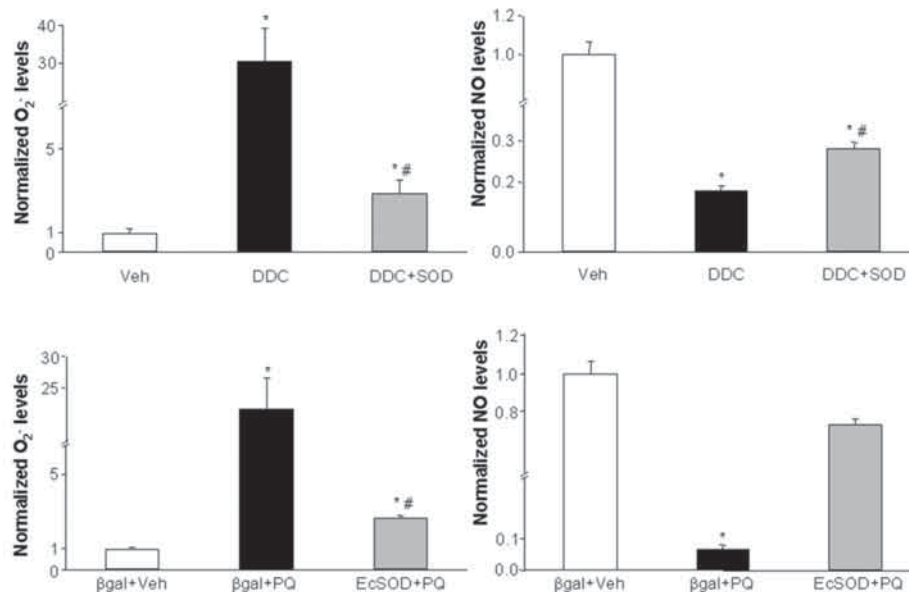 Normalized O₂⁻ levels
40
30
5
1
0
*
* #
Veh
DDC
DDC+SOD
Normalized NO levels
1.2
1.0
0.3
0.2
0.0
*
* #
Veh
DDC
DDC+SOD
Normalized O₂⁻ levels
30
25
5
1
0
*
* #
βgal+Veh
βgal+PQ
EcSOD+PQ
Normalized NO levels
1.2
1.0
0.8
0.1
0.0
*
βgal+Veh
βgal+PQ
EcSOD+PQ